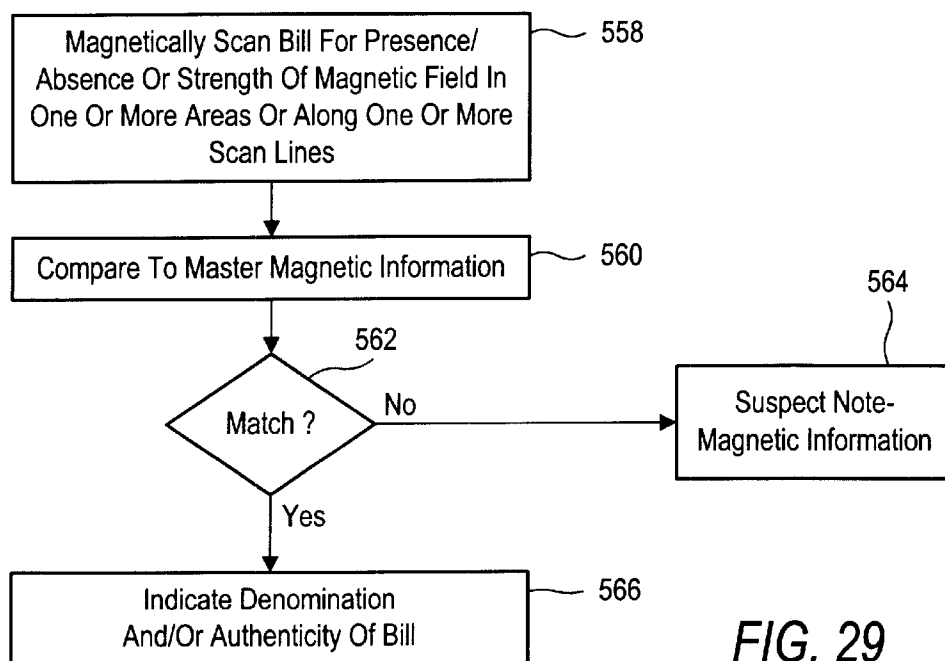 Magnetically Scan Bill For Presence/
Absence Or Strength Of Magnetic Field In
One Or More Areas Or Along One Or More
Scan Lines
558
Compare To Master Magnetic Information
560
562
Match ?
No
564
Suspect Note-
Magnetic Information
Yes
Indicate Denomination
And/Or Authenticity Of Bill
566
FIG. 29